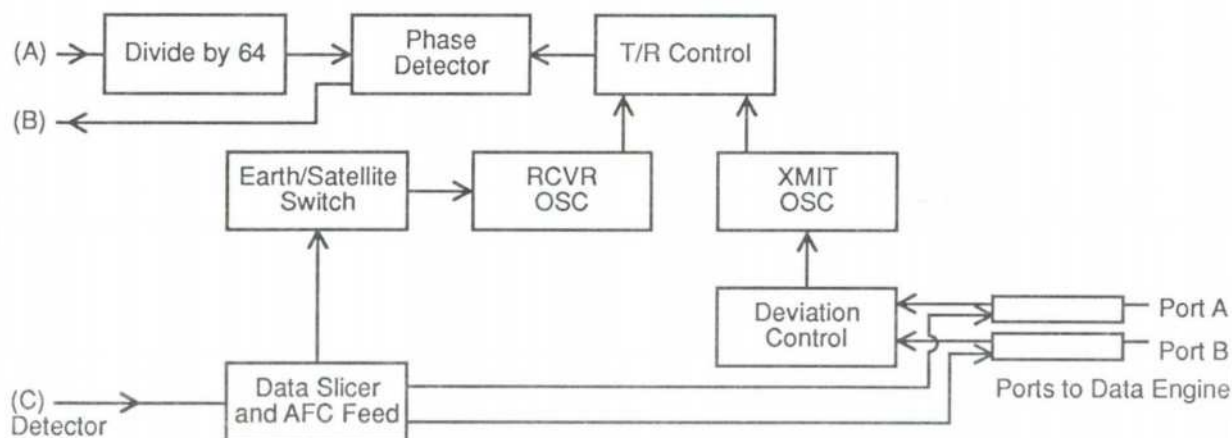 (A)
Divide by 64
Phase
Detector
T/R Control
(B)
Earth/Satellite
Switch
RCVR
OSC
XMIT
OSC
Deviation
Control
Port A
Port B
Ports to Data Engine
(C)
Detector
Data Slicer
and AFC Feed